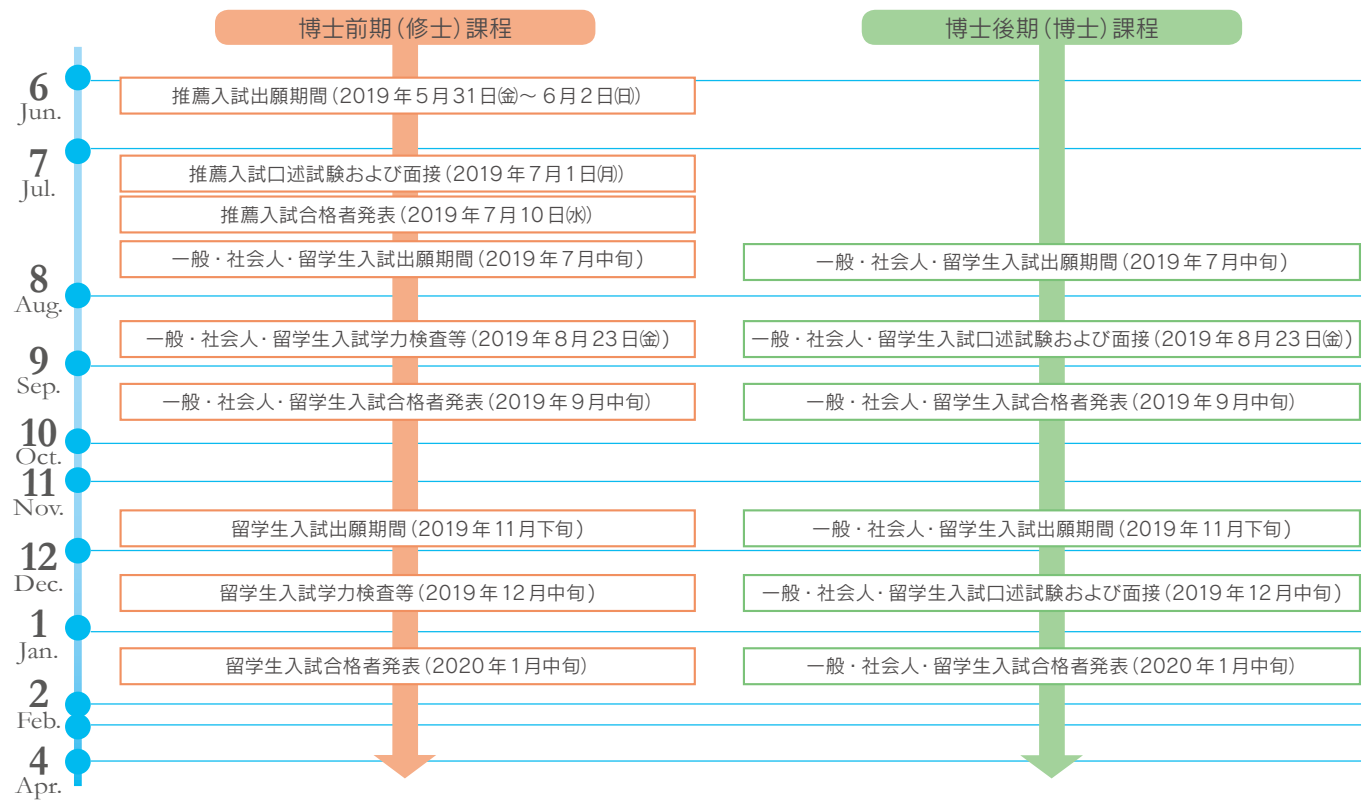 博士前期(修士)課程
博士後期(博士)課程
6
Jun.
推薦入試出願期間(2019年5月31日㈮～6月2日㈰)
7
Jul.
推薦入試口述試験および面接(2019年7月1日㈪)
推薦入試合格者発表(2019年7月10日㈬)
一般・社会人・留学生入試出願期間(2019年7月中旬)
一般・社会人・留学生入試出願期間(2019年7月中旬)
8
Aug.
一般・社会人・留学生入試学力検査等(2019年8月23日㈮)
一般・社会人・留学生入試口述試験および面接(2019年8月23日㈮)
9
Sep.
一般・社会人・留学生入試合格者発表(2019年9月中旬)
一般・社会人・留学生入試合格者発表(2019年9月中旬)
10
Oct.
11
Nov.
留学生入試出願期間(2019年11月下旬)
一般・社会人・留学生入試出願期間(2019年11月下旬)
12
Dec.
留学生入試学力検査等(2019年12月中旬)
一般・社会人・留学生入試口述試験および面接(2019年12月中旬)
1
Jan.
留学生入試合格者発表(2020年1月中旬)
一般・社会人・留学生入試合格者発表(2020年1月中旬)
2
Feb.
4
Apr.